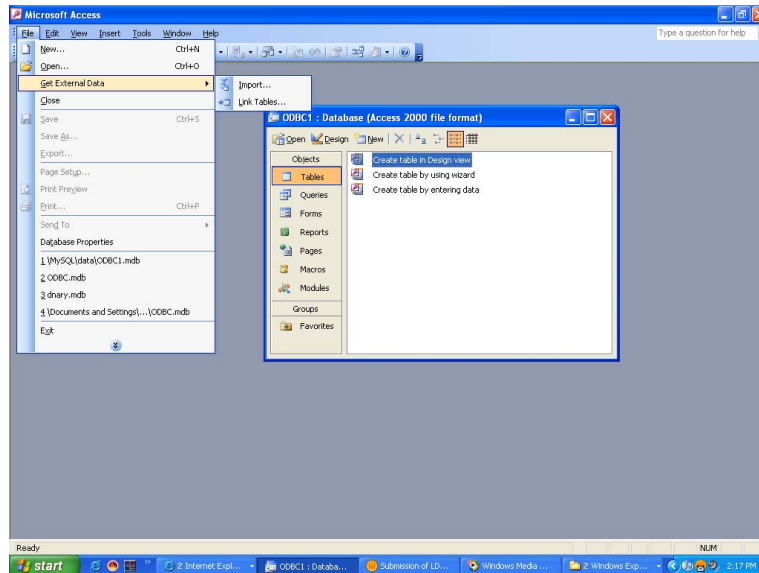 Microsoft Access
File Edit View Insert Tools Window Help
Type a question for help
New... Ctrl+N
Open... Ctrl+O
Get External Data
Import...
Link Tables...
Close
Save Ctrl+S
Save As...
Export...
Page Setup...
Print Preview
Print... Ctrl+P
Send To
Database Properties
1 \MySQL\data\ODBC1.mdb
2 ODBC.mdb
3 dnary.mdb
4 \Documents and Settings\...\ODBC.mdb
Exit
ODBC1 : Database (Access 2000 file format)
Open Design New
Objects
Tables
Queries
Forms
Reports
Pages
Macros
Modules
Groups
Favorites
Create table in Design view
Create table by using wizard
Create table by entering data
Ready
NUM
start
2 Internet Expl...
ODBC1 : Databa...
Submission of LD...
Windows Media ...
2 Windows Exp...
2:17 PM